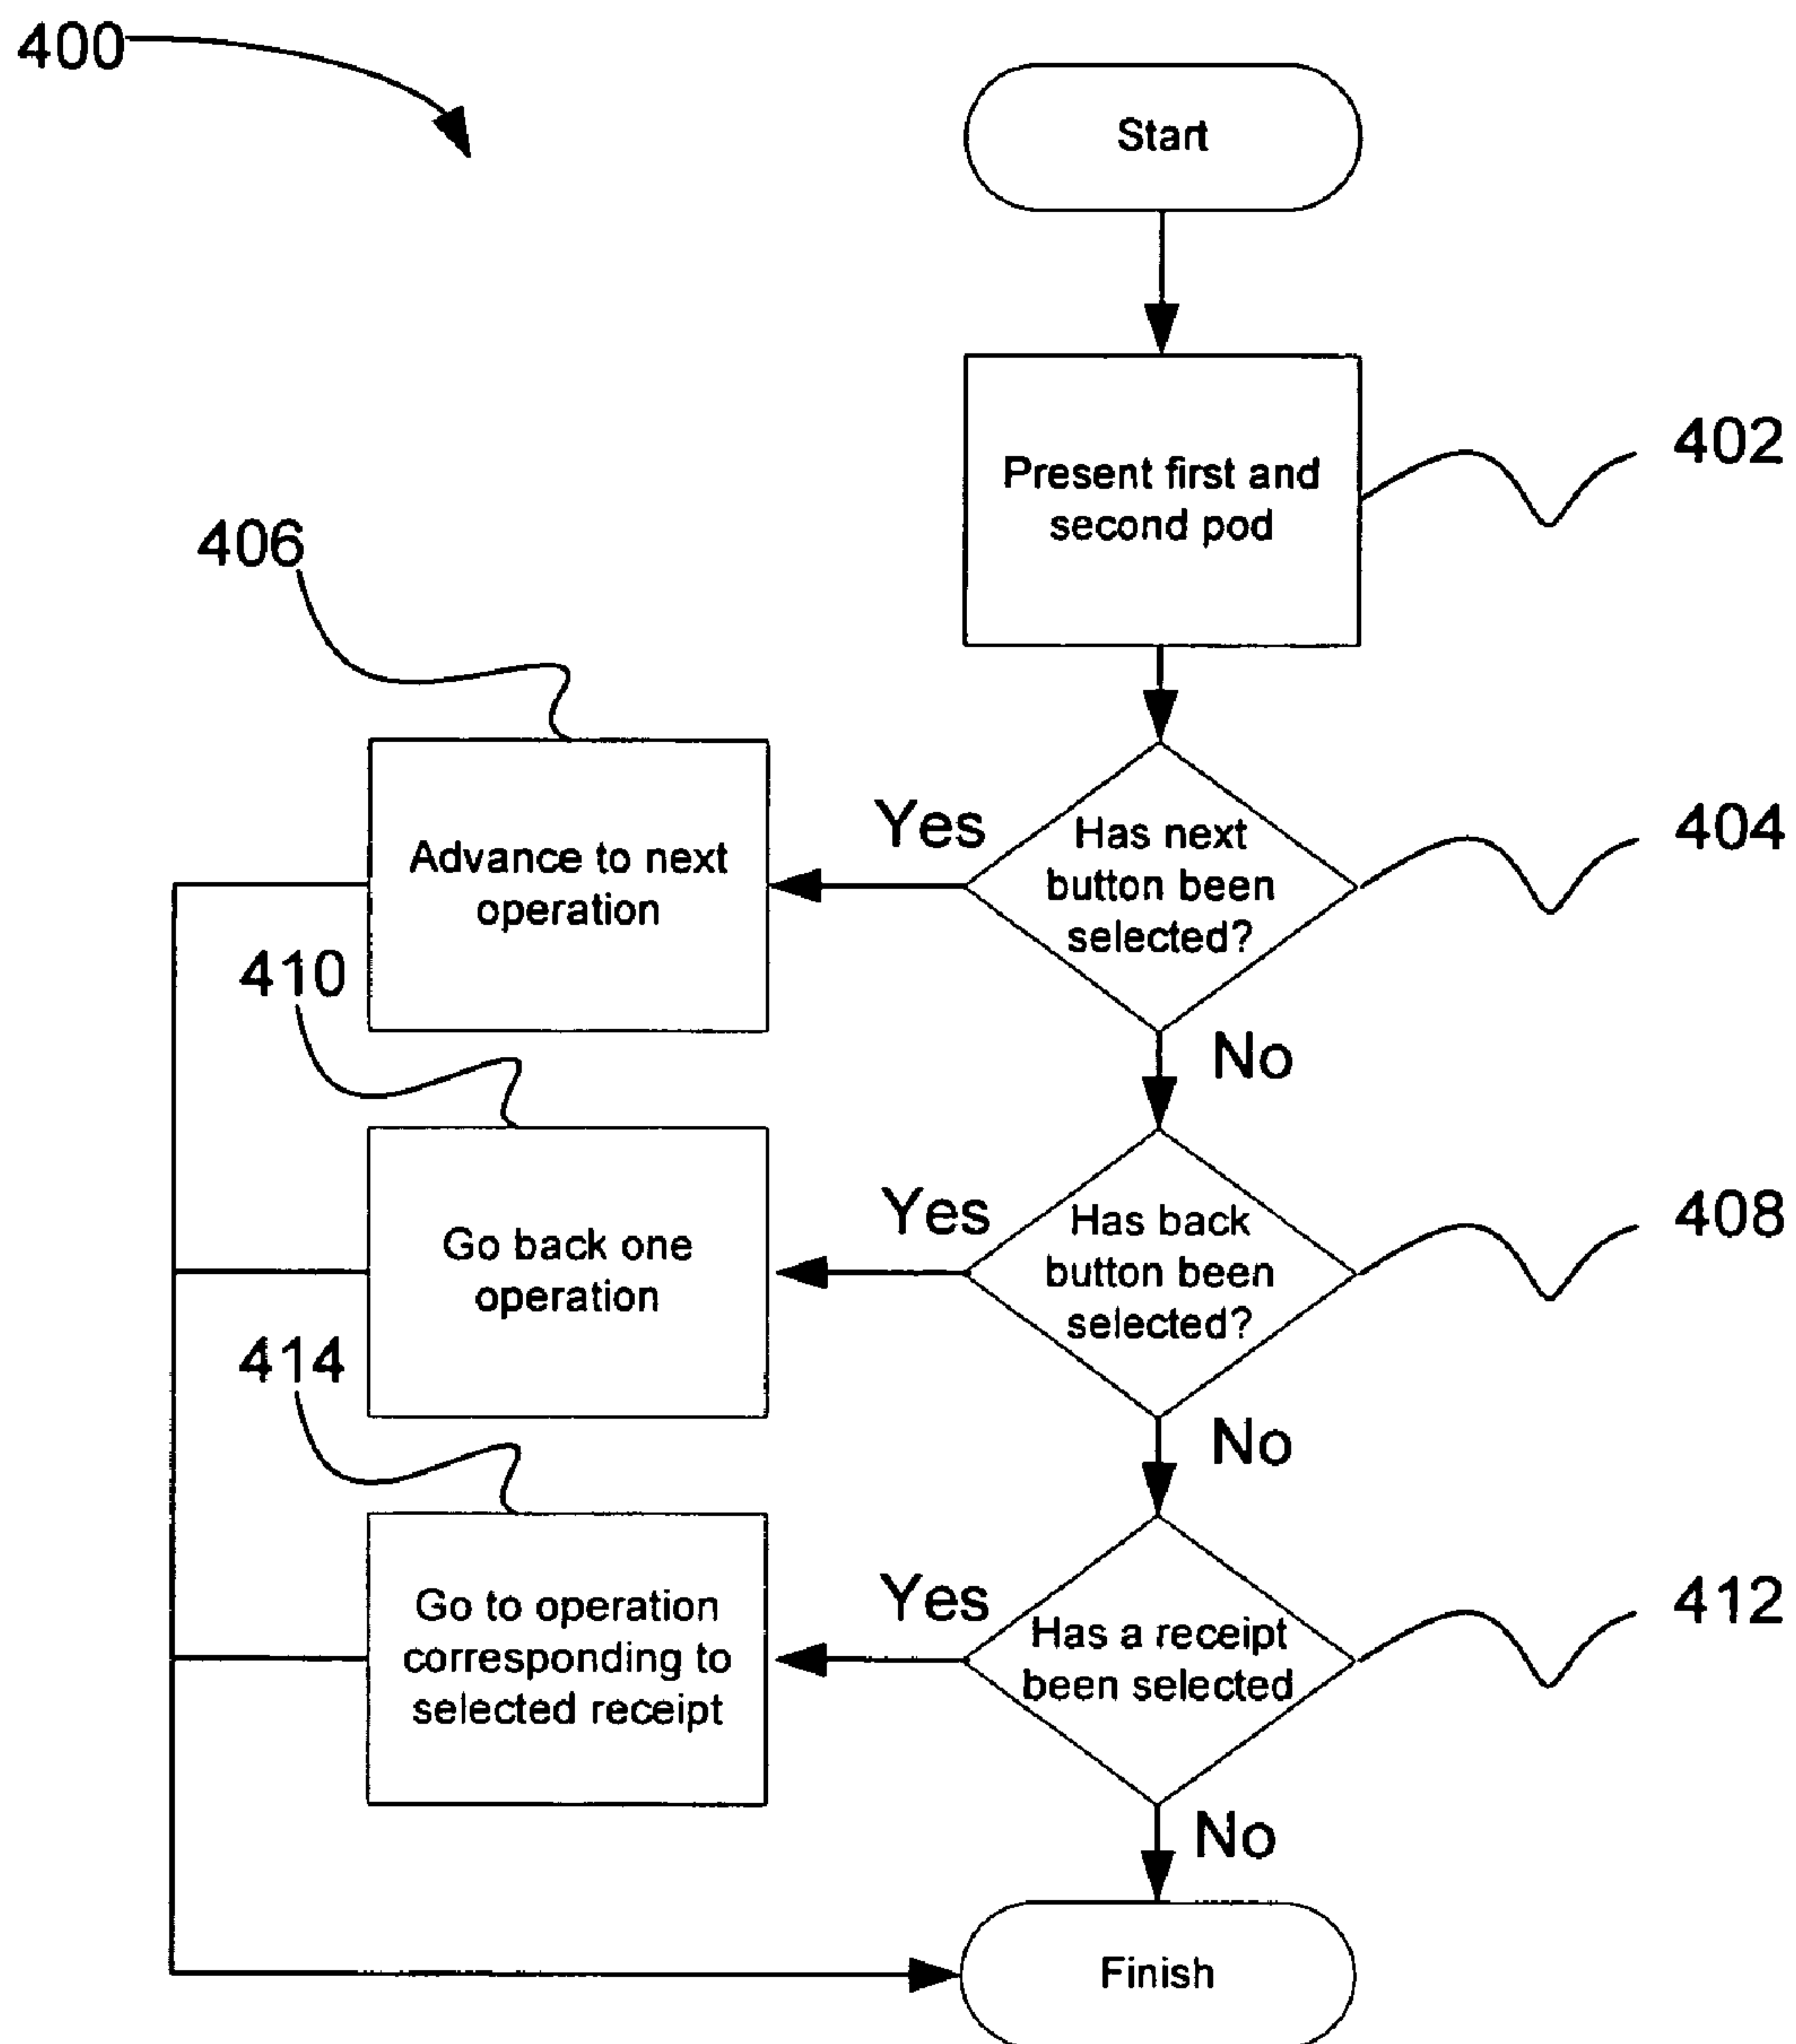 400
Start
Present first and
second pod
402
406
Advance to next
operation
Yes
Has next
button been
selected?
404
No
410
Go back one
operation
Yes
Has back
button been
selected?
408
No
414
Go to operation
corresponding to
selected receipt
Yes
Has a receipt
been selected
412
No
Finish